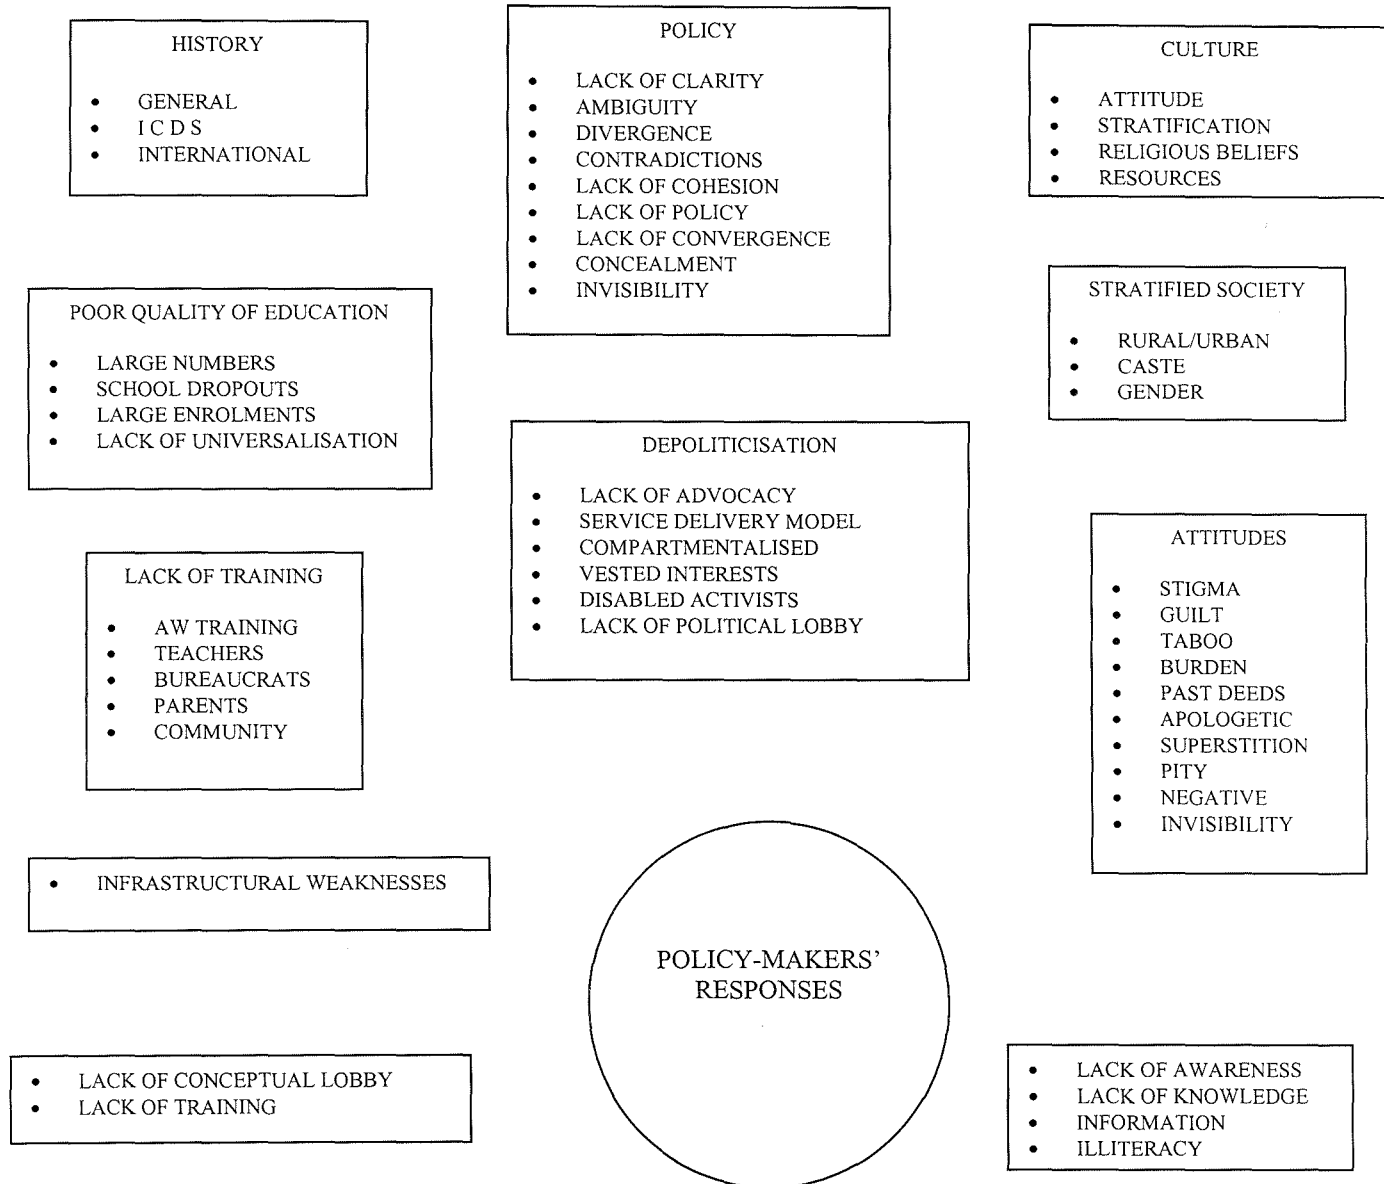 HISTORY
• GENERAL
• I C D S
• INTERNATIONAL
POLICY
• LACK OF CLARITY
• AMBIGUITY
• DIVERGENCE
• CONTRADICTIONS
• LACK OF COHESION
• LACK OF POLICY
• LACK OF CONVERGENCE
• CONCEALMENT
• INVISIBILITY
CULTURE
• ATTITUDE
• STRATIFICATION
• RELIGIOUS BELIEFS
• RESOURCES
POOR QUALITY OF EDUCATION
• LARGE NUMBERS
• SCHOOL DROPOUTS
• LARGE ENROLMENTS
• LACK OF UNIVERSALISATION
STRATIFIED SOCIETY
• RURAL/URBAN
• CASTE
• GENDER
DEPOLITICISATION
• LACK OF ADVOCACY
• SERVICE DELIVERY MODEL
• COMPARTMENTALISED
• VESTED INTERESTS
• DISABLED ACTIVISTS
• LACK OF POLITICAL LOBBY
LACK OF TRAINING
• AW TRAINING
• TEACHERS
• BUREAUCRATS
• PARENTS
• COMMUNITY
ATTITUDES
• STIGMA
• GUILT
• TABOO
• BURDEN
• PAST DEEDS
• APOLOGETIC
• SUPERSTITION
• PITY
• NEGATIVE
• INVISIBILITY
• INFRASTRUCTURAL WEAKNESSES
POLICY-MAKERS'
RESPONSES
• LACK OF CONCEPTUAL LOBBY
• LACK OF TRAINING
• LACK OF AWARENESS
• LACK OF KNOWLEDGE
• INFORMATION
• ILLITERACY